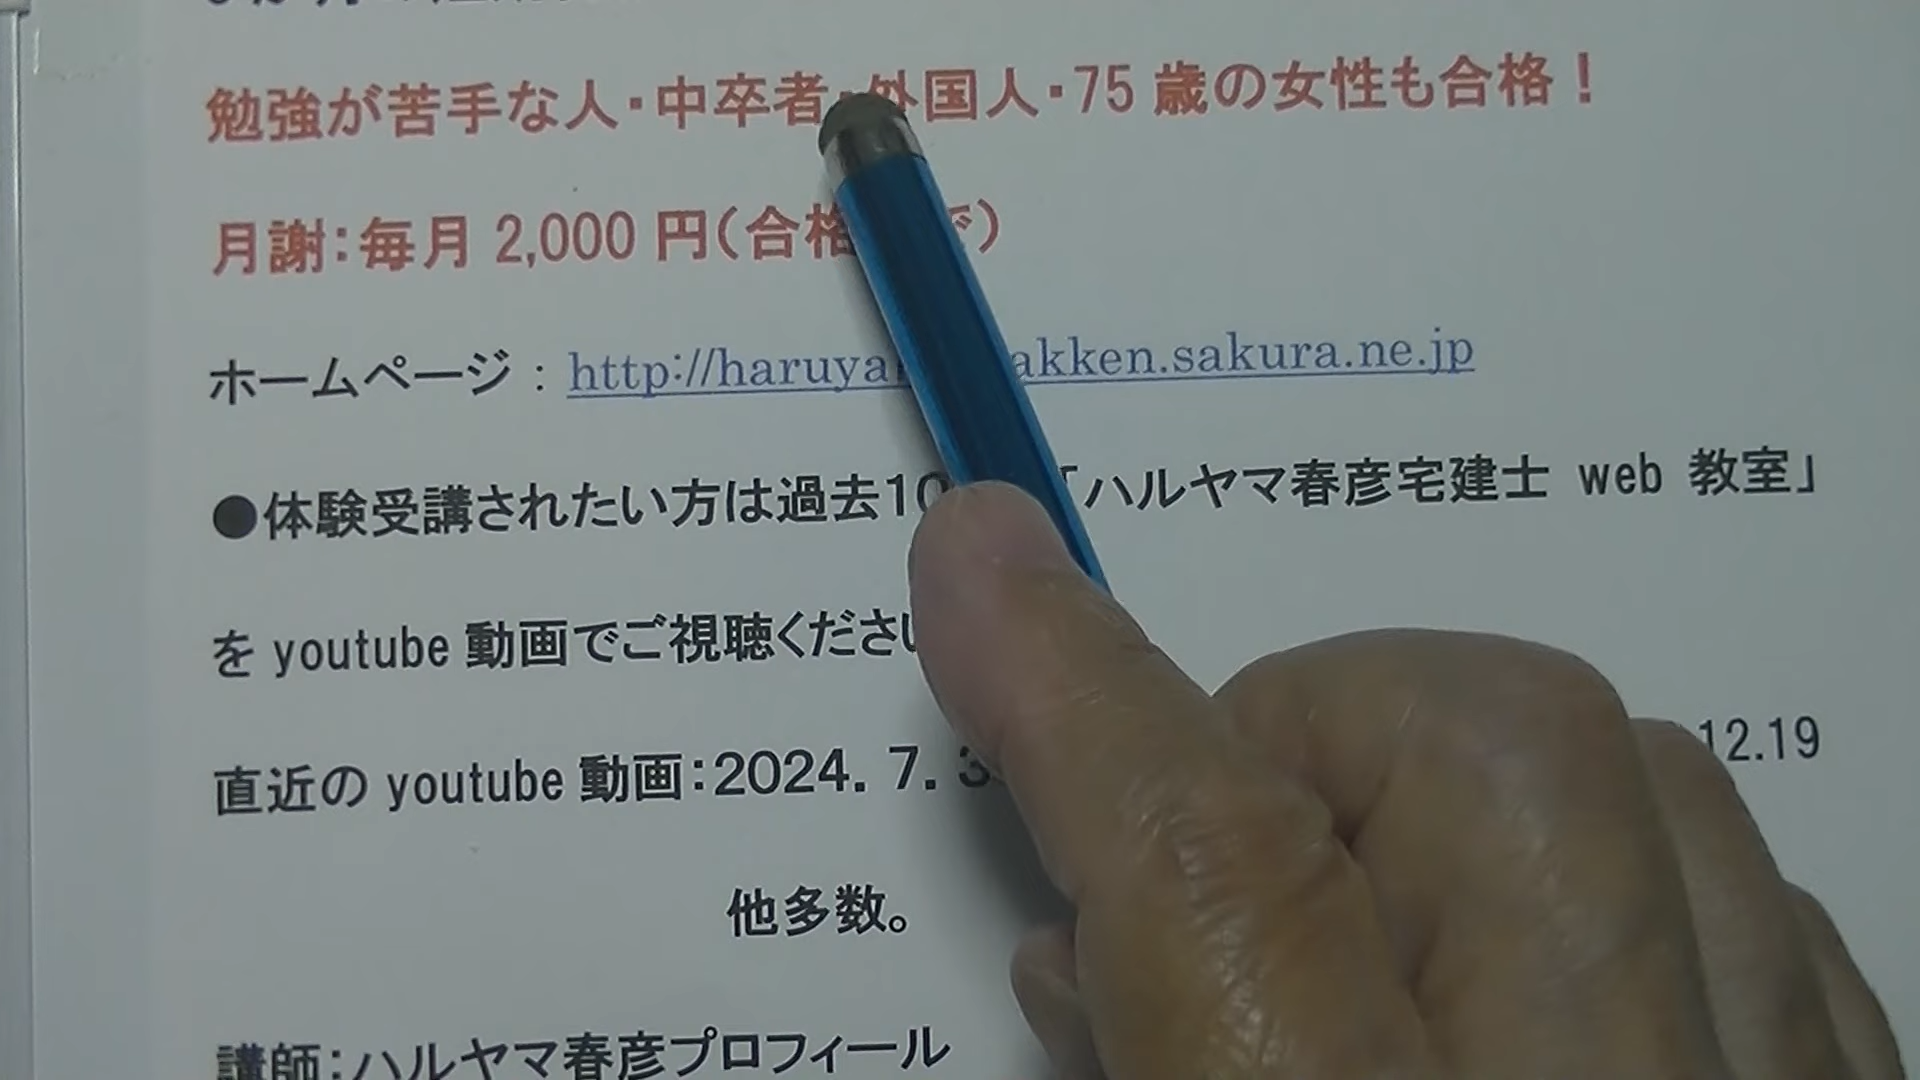 勉強が苦手な人・中卒者・外国人・75歳の女性も合格！
月謝：毎月 2,000 円（合格 で）
ホームページ：http://haruya akken.sakura.ne.jp
●体験受講されたい方は過去10 「ハルヤマ春彦宅建士 web 教室」
を youtube 動画でご視聴ください
直近の youtube 動画：2024．7．3 12.19
他多数。
講師：ハルヤマ春彦プロフィール